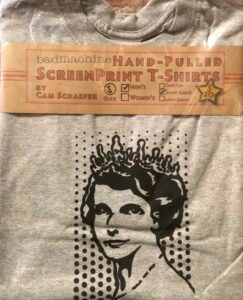 badmachine Hand-Pulled
ScreenPrint T-Shirts
by
Cam Schaefer
S
Size
Men's
Women's